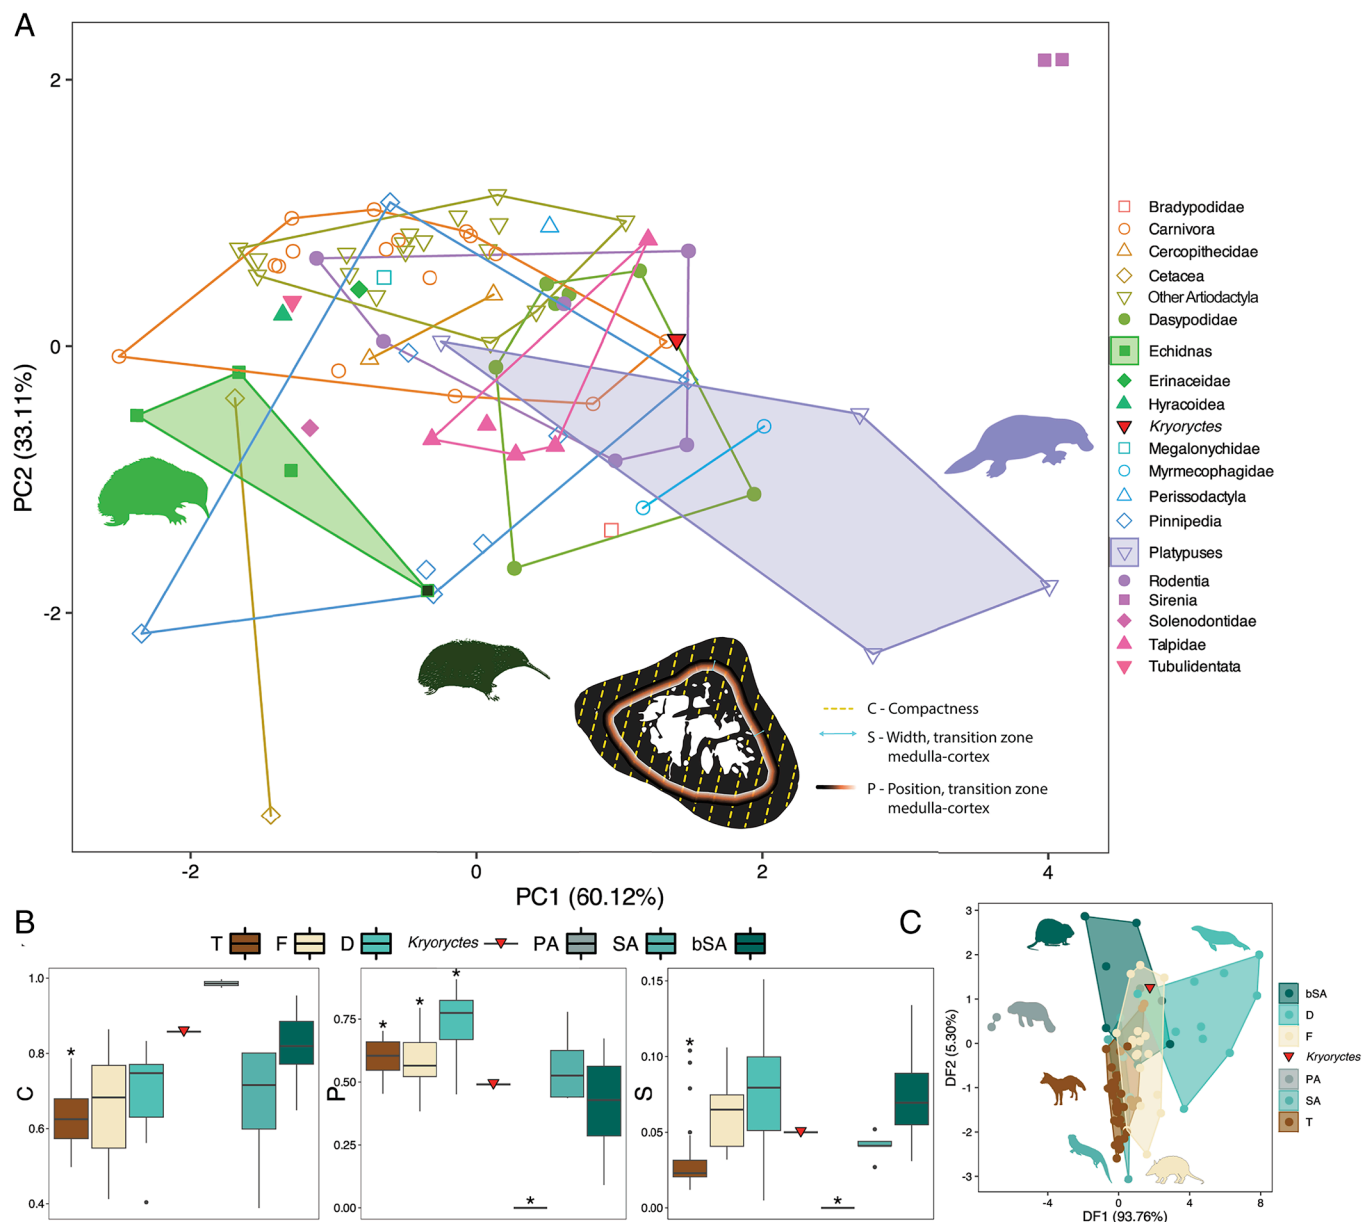 A
2
0
-2
PC2 (33.11%)
-2
0
2
4
PC1 (60.12%)
Bradypodidae
Carnivora
Cercopithecidae
Cetacea
Other Artiodactyla
Dasypodidae
Echidnas
Erinaceidae
Hyracoidea
Kryoryctes
Megalonychidae
Myrmecophagidae
Perissodactyla
Pinnipedia
Platypuses
Rodentia
Sirenia
Solenodontidae
Talpidae
Tubulidentata
C - Compactness
S - Width, transition zone
medulla-cortex
P - Position, transition zone
medulla-cortex
B
T F D Kryoryctes PA SA bSA
C
1.0
0.8
0.6
0.4
*
P
0.75
0.50
0.25
0.00
* * * *
S
0.15
0.10
0.05
0.00
* *
C
3
2
1
0
-1
-2
-3
DF2 (5.30%)
-4 0 4 8
DF1 (93.76%)
bSA
D
F
Kryoryctes
PA
SA
T